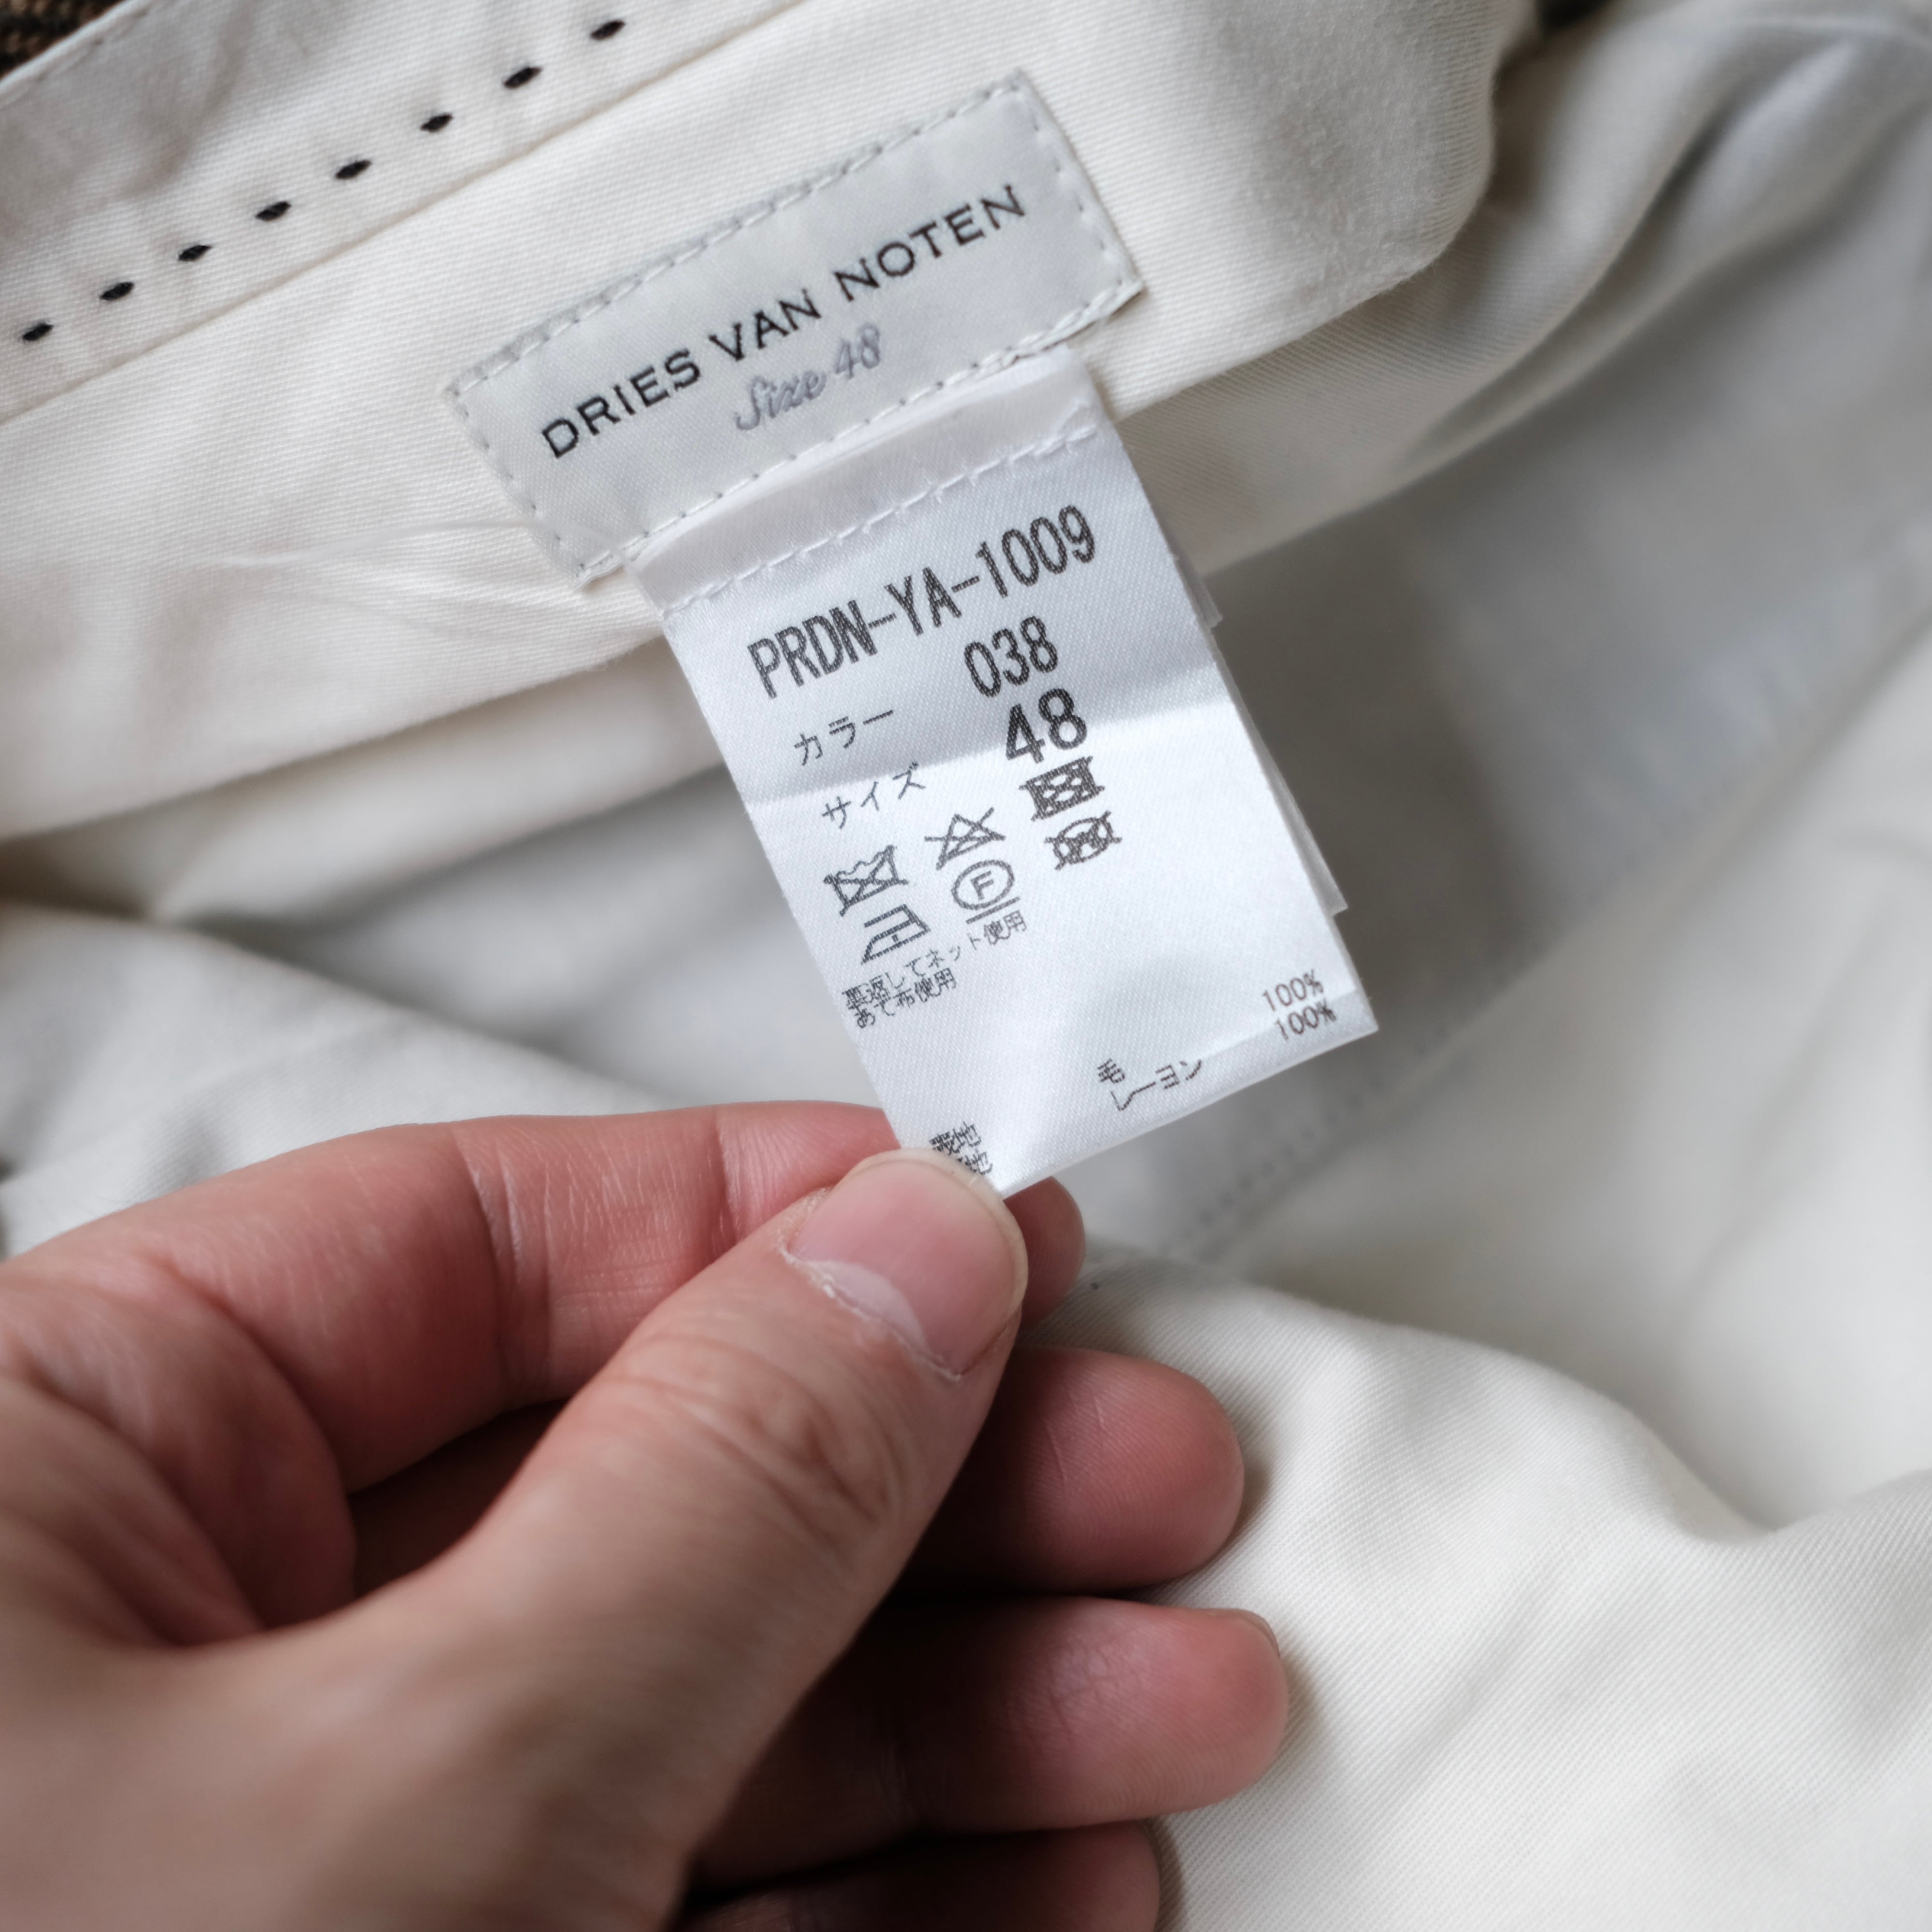 DRIES VAN NOTEN
Size 48
PRDN-YA-1009
カラー 038
サイズ 48
F
W
裏返してネット使用
あて布使用
毛 100%
レーヨン 100%